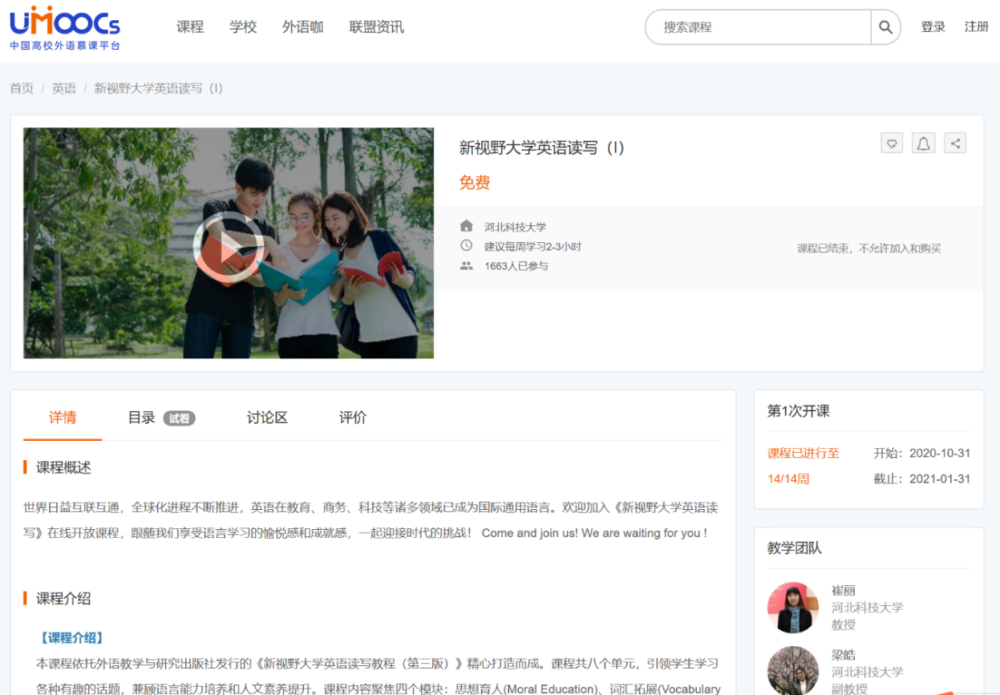 UMOOCs
中国高校外语慕课平台
课程 学校 外语咖 联盟资讯
搜索课程
登录 注册
首页 / 英语 / 新视野大学英语读写（I）
新视野大学英语读写（I）
免费
河北科技大学
建议每周学习2-3小时
课程已结束，不允许加入和购买
1663人已参与
详情 目录 试看 讨论区 评价
课程概述
世界日益互联互通，全球化进程不断推进，英语在教育、商务、科技等诸多领域已成为国际通用语言。欢迎加入《新视野大学英语读
写》在线开放课程，跟随我们享受语言学习的愉悦感和成就感，一起迎接时代的挑战！ Come and join us! We are waiting for you !
课程介绍
【课程介绍】
本课程依托外语教学与研究出版社发行的《新视野大学英语读写教程（第三版）》精心打造而成。课程共八个单元，引领学生学习
各种有趣的话题，兼顾语言能力培养和人文素养提升。课程内容聚焦四个模块：思想育人(Moral Education)、词汇拓展(Vocabulary
第1次开课
课程已进行至 开始：2020-10-31
14/14周 截止：2021-01-31
教学团队
崔丽
河北科技大学
教授
梁皓
河北科技大学
副教授